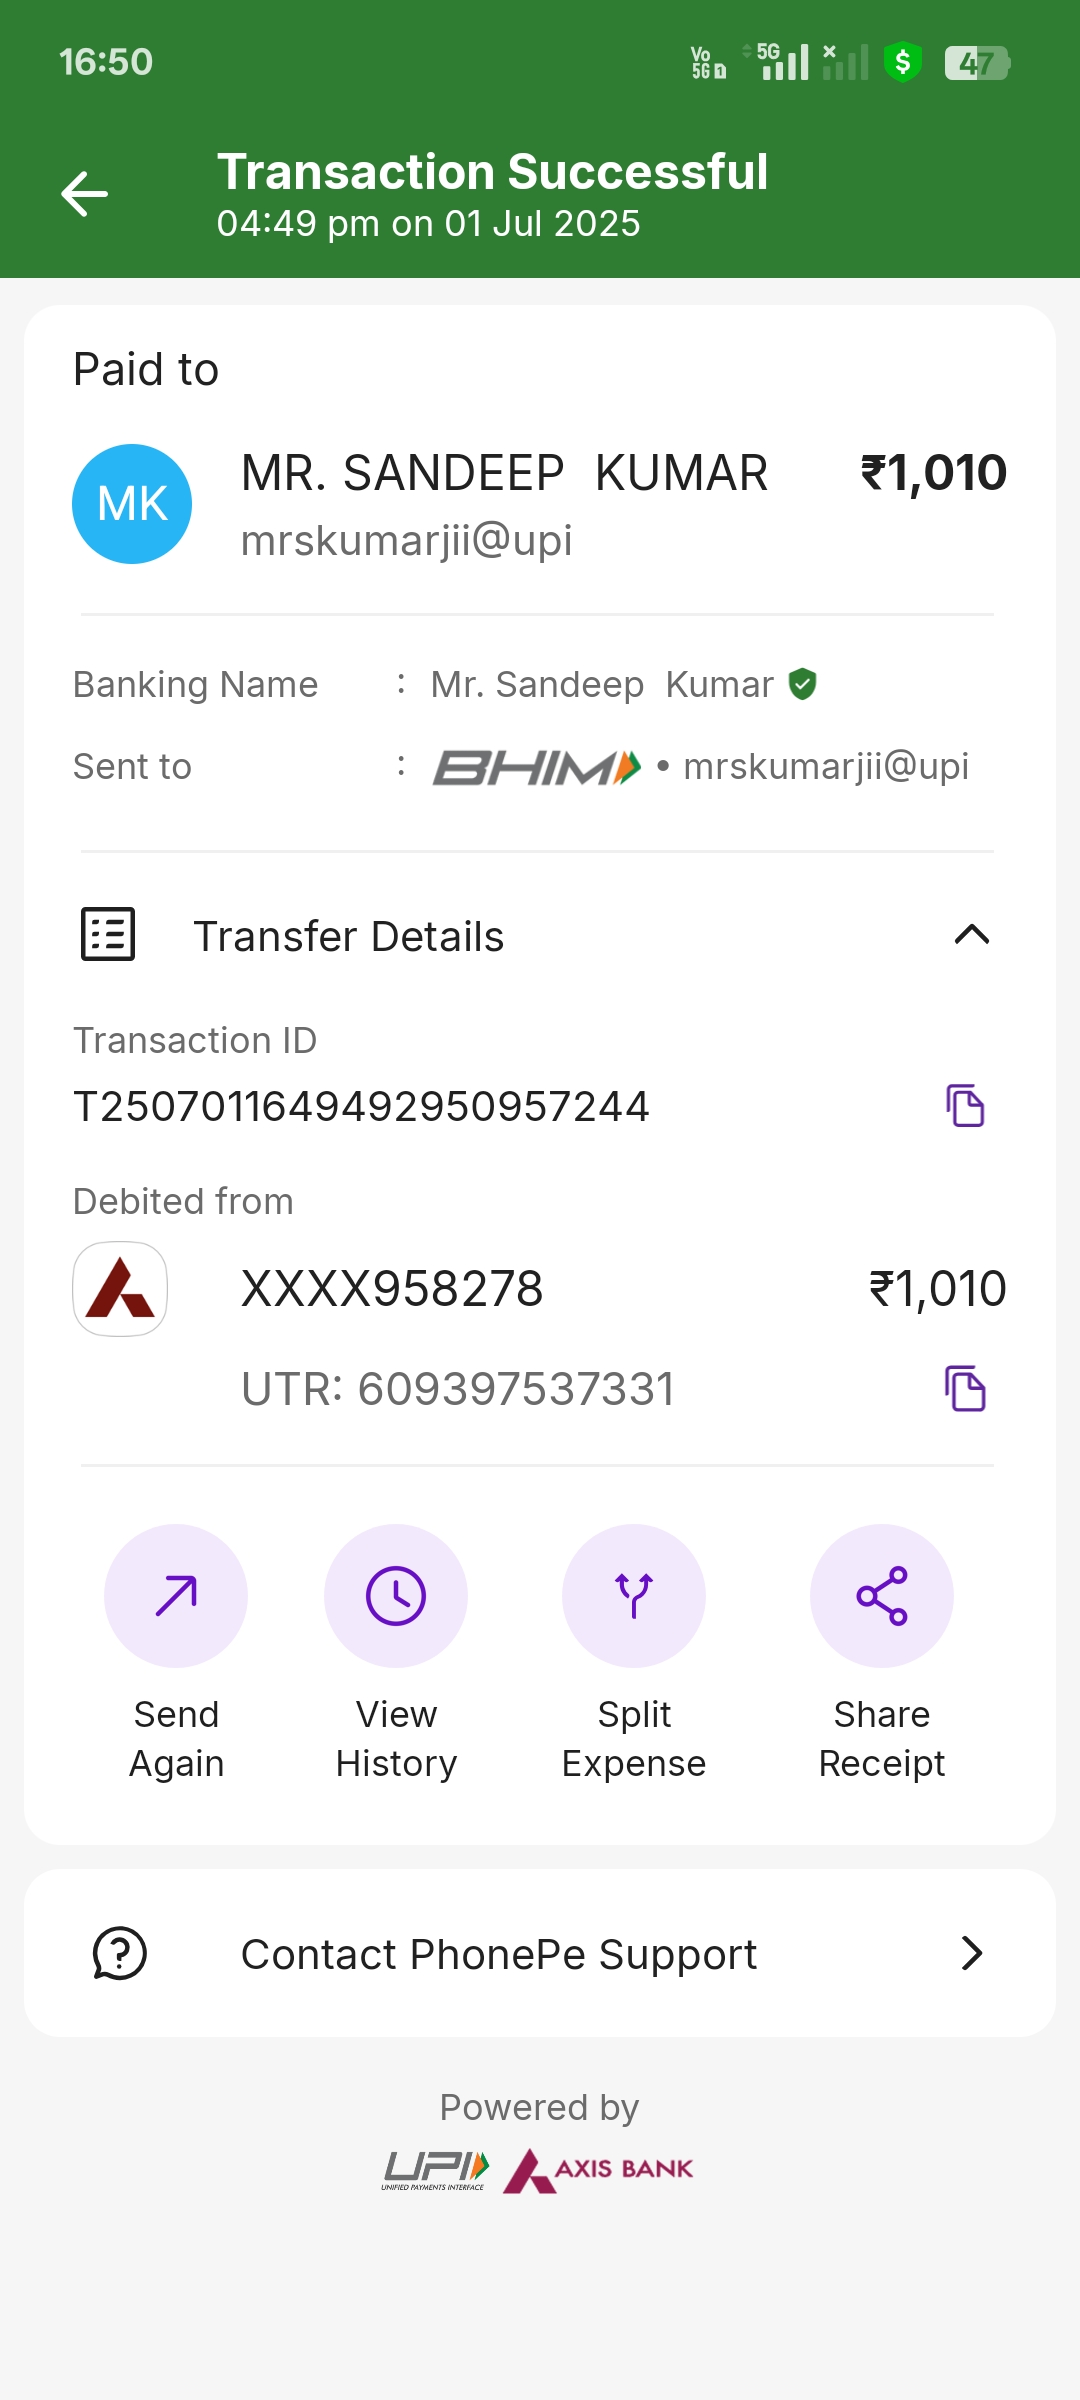 16:50
Vo 5G 1 5G 47
Transaction Successful
04:49 pm on 01 Jul 2025
Paid to
MK
MR. SANDEEP  KUMAR ₹1,010
mrskumarjii@upi
Banking Name : Mr. Sandeep  Kumar
Sent to : BHIM • mrskumarjii@upi
Transfer Details
Transaction ID
T2507011649492950957244
Debited from
XXXX958278 ₹1,010
UTR: 609397537331
Send Again
View History
Split Expense
Share Receipt
Contact PhonePe Support
Powered by
UPI AXIS BANK
UNIFIED PAYMENTS INTERFACE